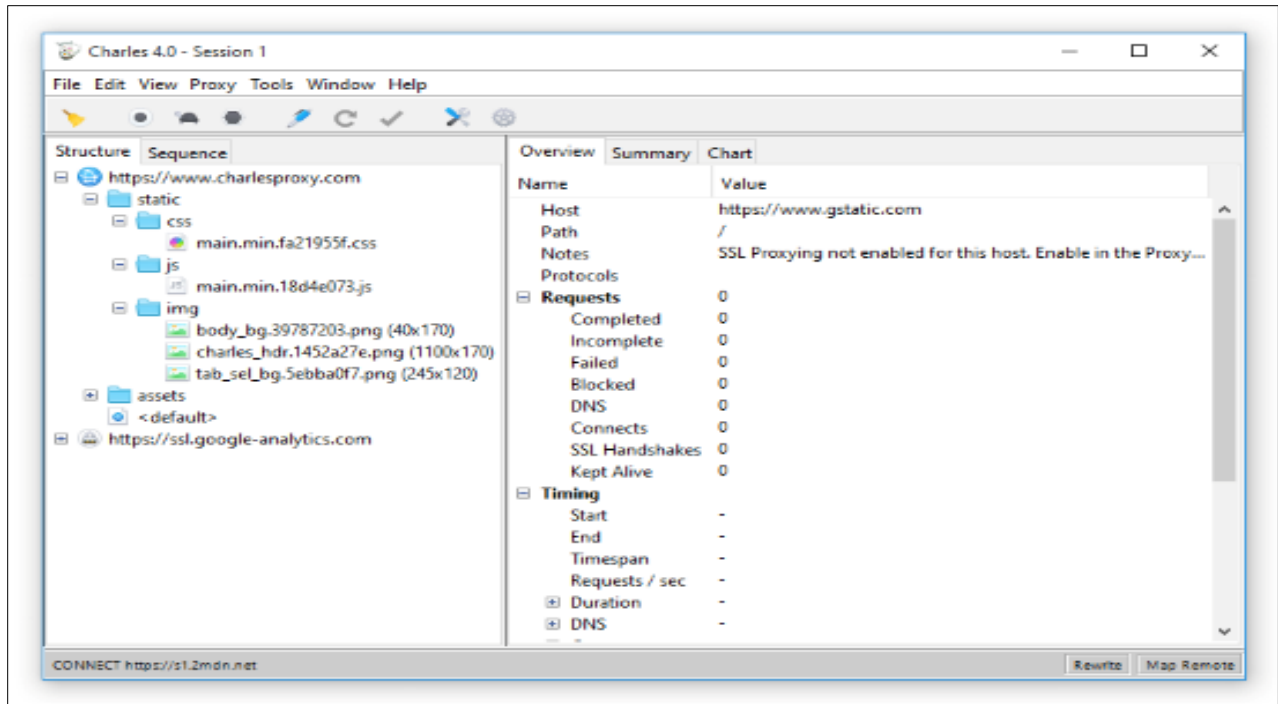 Charles 4.0 - Session 1
File Edit View Proxy Tools Window Help
Structure Sequence
https://www.charlesproxy.com
static
css
main.min.fa21955f.css
js
main.min.18d4e073.js
img
body_bg.39787203.png (40x170)
charles_hdr.1452a27e.png (1100x170)
tab_sel_bg.5ebba0f7.png (245x120)
assets
<default>
https://ssl.google-analytics.com
Overview Summary Chart
Name Value
Host https://www.gstatic.com
Path /
Notes SSL Proxying not enabled for this host. Enable in the Proxy...
Protocols
Requests 0
Completed 0
Incomplete 0
Failed 0
Blocked 0
DNS 0
Connects 0
SSL Handshakes 0
Kept Alive 0
Timing
Start -
End -
Timespan -
Requests / sec -
Duration -
DNS -
CONNECT https://s1.2mdn.net
Rewrite Map Remote